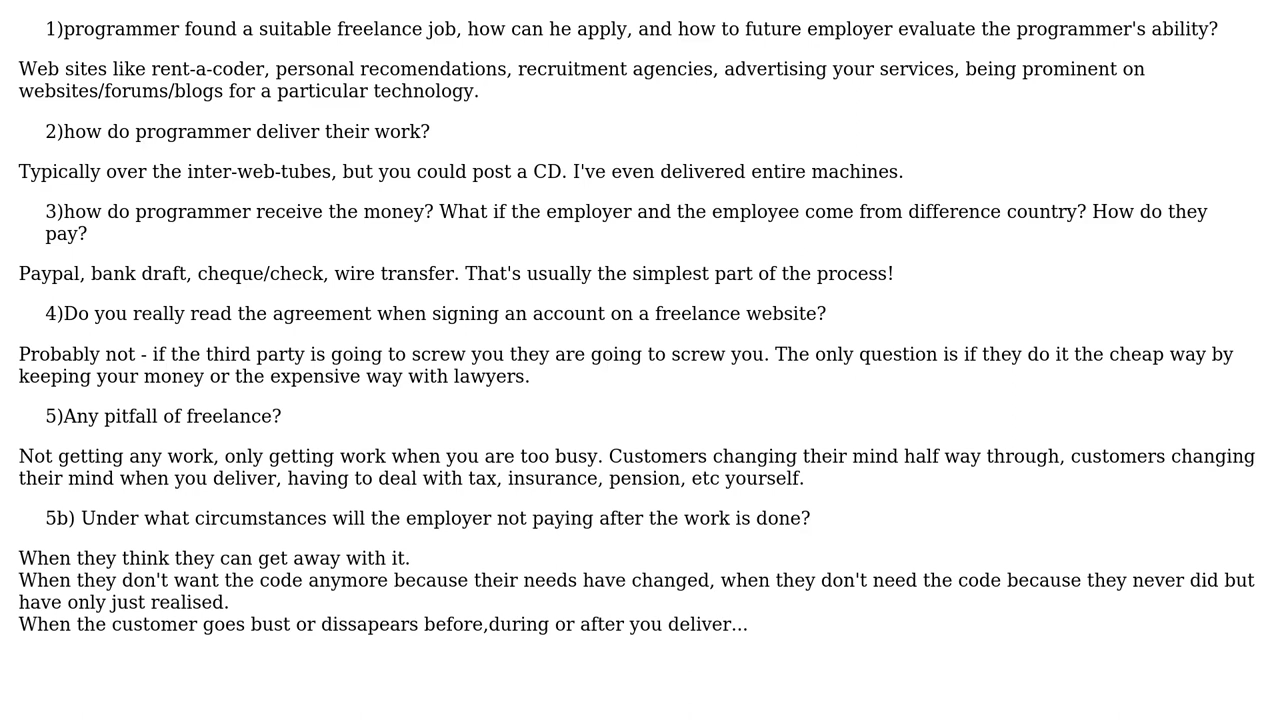 1)programmer found a suitable freelance job, how can he apply, and how to future employer evaluate the programmer's ability?
Web sites like rent-a-coder, personal recomendations, recruitment agencies, advertising your services, being prominent on
websites/forums/blogs for a particular technology.
2)how do programmer deliver their work?
Typically over the inter-web-tubes, but you could post a CD. I've even delivered entire machines.
3)how do programmer receive the money? What if the employer and the employee come from difference country? How do they
pay?
Paypal, bank draft, cheque/check, wire transfer. That's usually the simplest part of the process!
4)Do you really read the agreement when signing an account on a freelance website?
Probably not - if the third party is going to screw you they are going to screw you. The only question is if they do it the cheap way by
keeping your money or the expensive way with lawyers.
5)Any pitfall of freelance?
Not getting any work, only getting work when you are too busy. Customers changing their mind half way through, customers changing
their mind when you deliver, having to deal with tax, insurance, pension, etc yourself.
5b) Under what circumstances will the employer not paying after the work is done?
When they think they can get away with it.
When they don't want the code anymore because their needs have changed, when they don't need the code because they never did but
have only just realised.
When the customer goes bust or dissapears before,during or after you deliver...